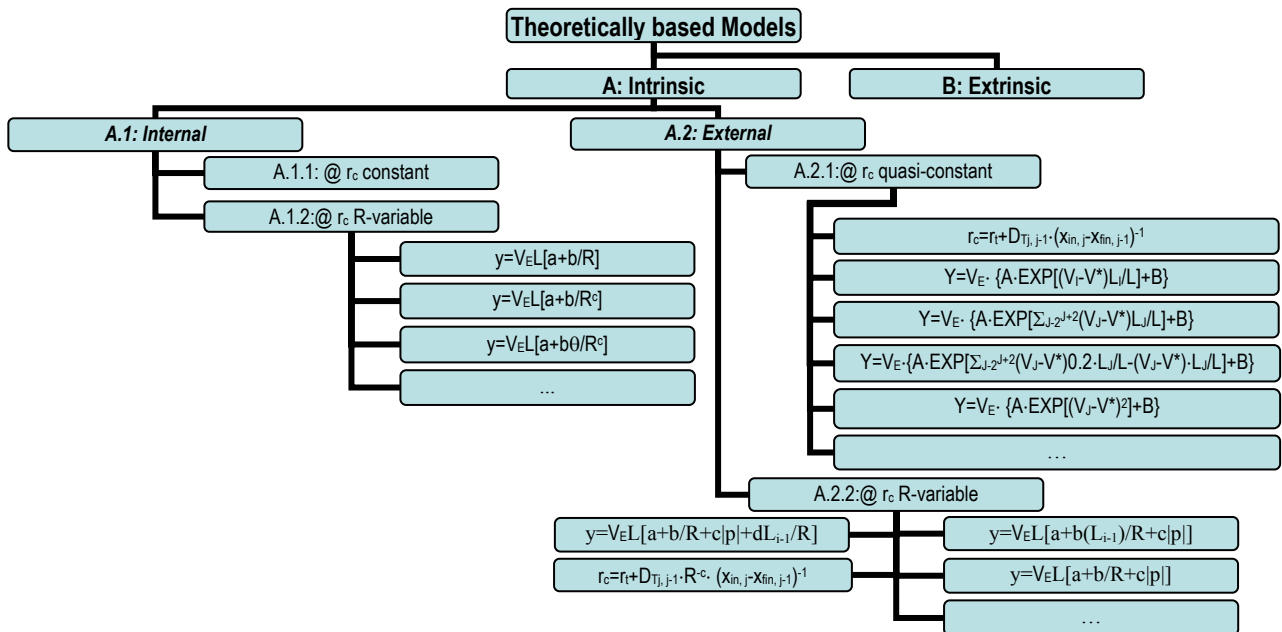 Theoretically based Models
A: Intrinsic
B: Extrinsic
A.1: Internal
A.2: External
A.1.1: @ rc constant
A.1.2:@ rc R-variable
y=VEL[a+b/R]
y=VEL[a+b/Rᶜ]
y=VEL[a+bθ/Rᶜ]
...
A.2.1:@ rc quasi-constant
rc=rt+DTj, j-1·(xin, j-xfin, j-1)⁻¹
Y=VE· {A·EXP[(VI-V*)LI/L]+B}
Y=VE· {A·EXP[ΣJ-2ᴶ⁺²(VJ-V*)LJ/L]+B}
Y=VE·{A·EXP[ΣJ-2ᴶ⁺²(VJ-V*)0.2·LJ/L-(VJ-V*)·LJ/L]+B}
Y=VE· {A·EXP[(VJ-V*)²]+B}
...
A.2.2:@ rc R-variable
y=VEL[a+b/R+c|p|+dLi-1/R]
y=VEL[a+b(Li-1)/R+c|p|]
rc=rt+DTj, j-1·R⁻ᶜ· (xin, j-xfin, j-1)⁻¹
y=VEL[a+b/R+c|p|]
...